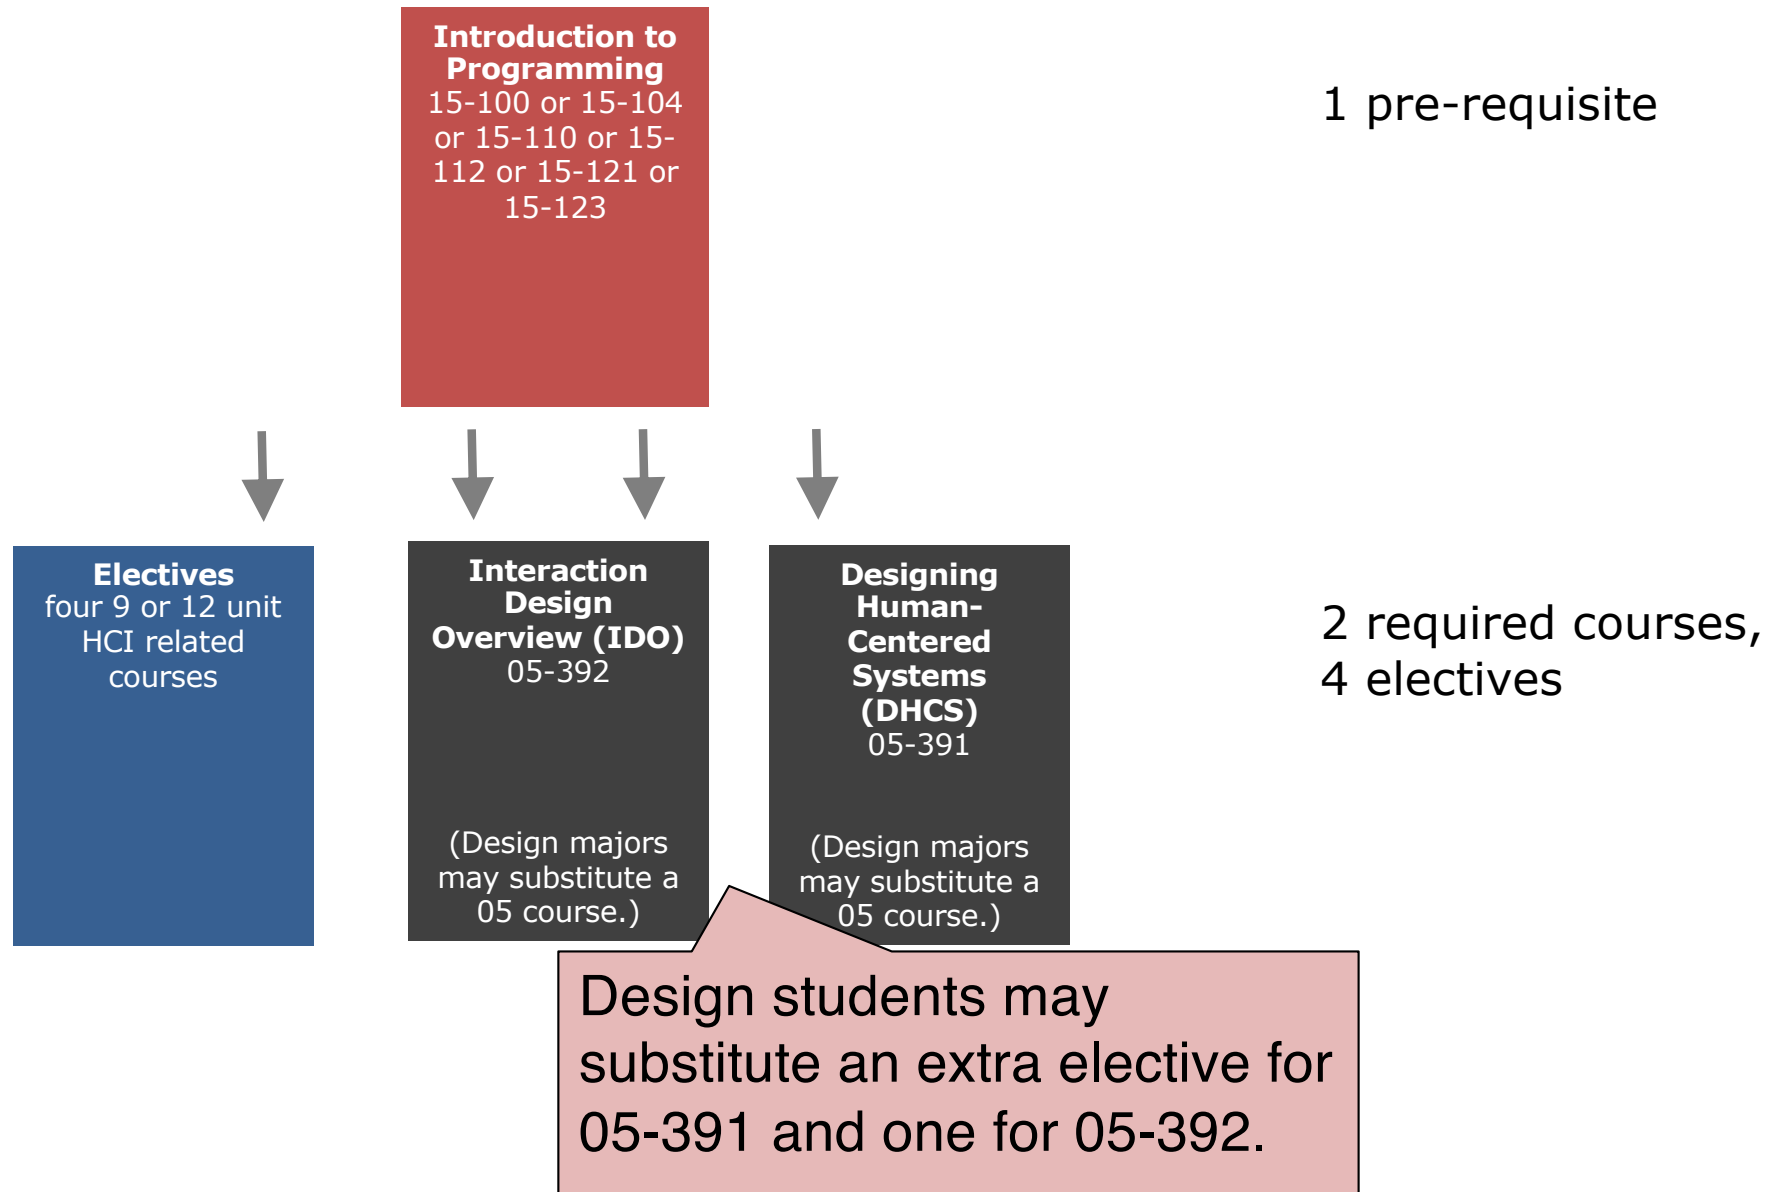 Introduction to
Programming
15-100 or 15-104
or 15-110 or 15-
112 or 15-121 or
15-123
1 pre-requisite
Electives
four 9 or 12 unit
HCI related
courses
Interaction
Design
Overview (IDO)
05-392
(Design majors
may substitute a
05 course.)
Designing
Human-
Centered
Systems
(DHCS)
05-391
(Design majors
may substitute a
05 course.)
2 required courses,
4 electives
Design students may
substitute an extra elective for
05-391 and one for 05-392.